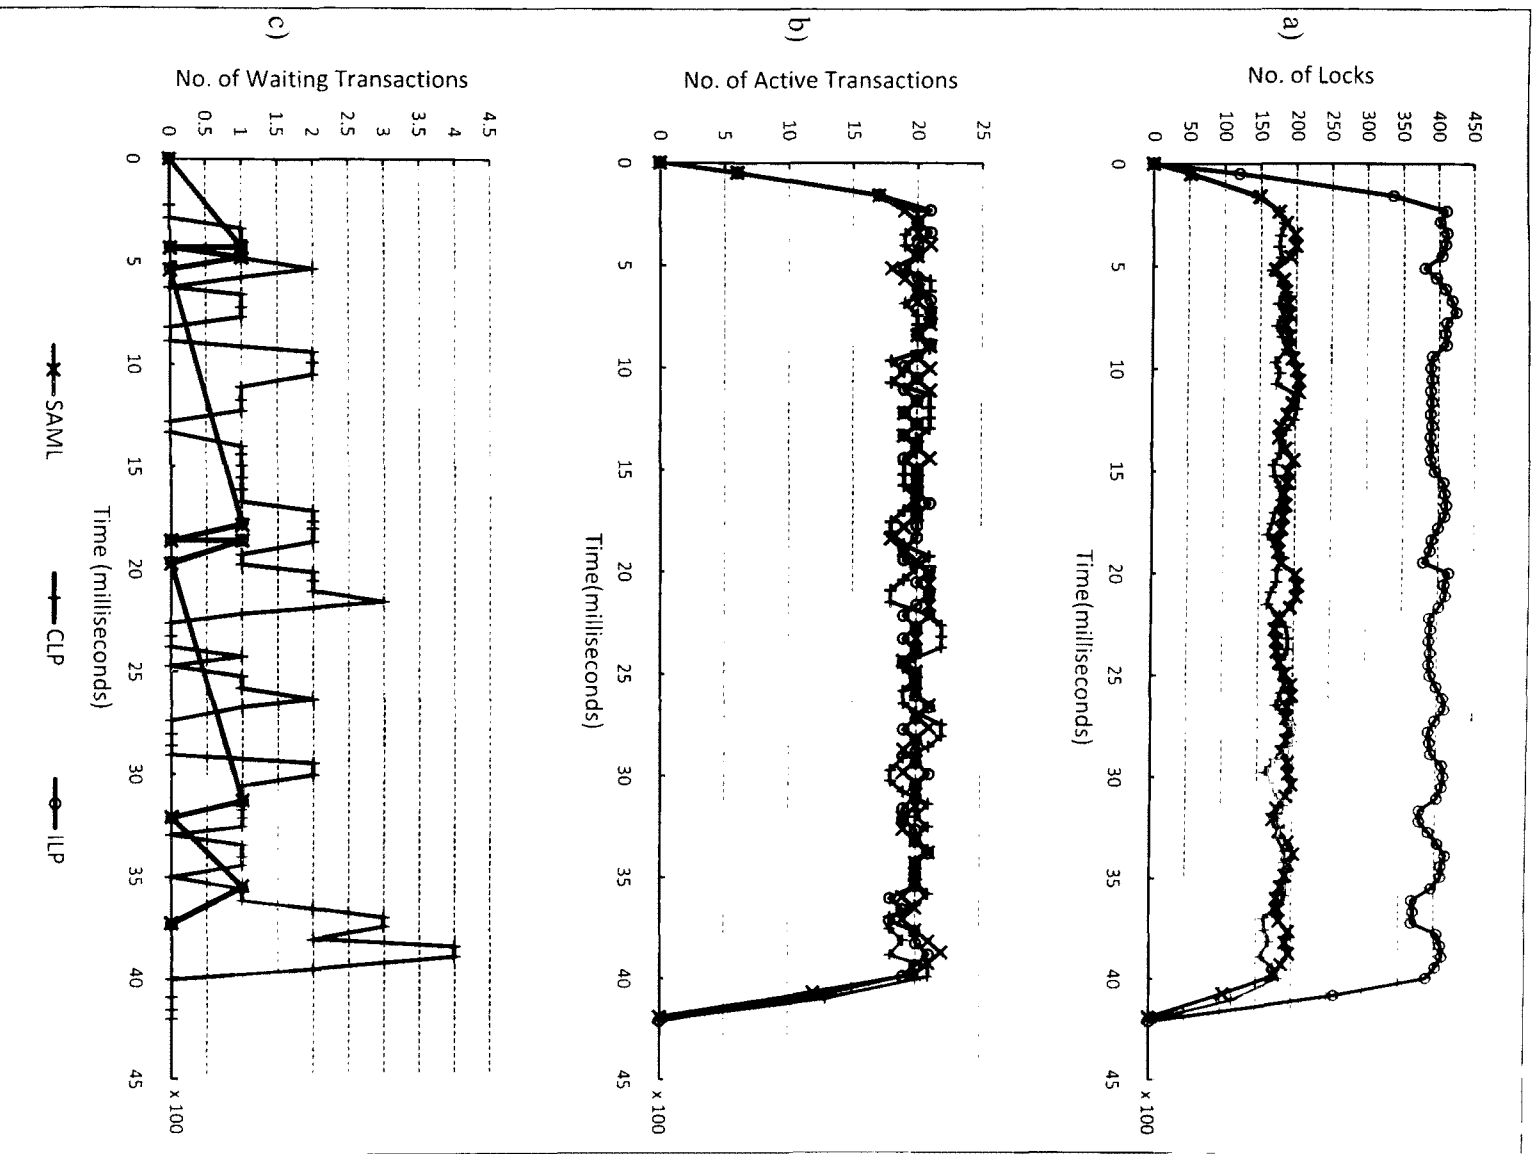 a)
No. of Locks
450
400
350
300
250
200
150
100
50
0
0 5 10 15 20 25 30 35 40 45
x 100
Time(milliseconds)
b)
No. of Active Transactions
25
20
15
10
5
0
0 5 10 15 20 25 30 35 40 45
x 100
Time(milliseconds)
c)
No. of Waiting Transactions
4.5
4
3.5
3
2.5
2
1.5
1
0.5
0
0 5 10 15 20 25 30 35 40 45
x 100
Time (milliseconds)
SAML CLP ILP